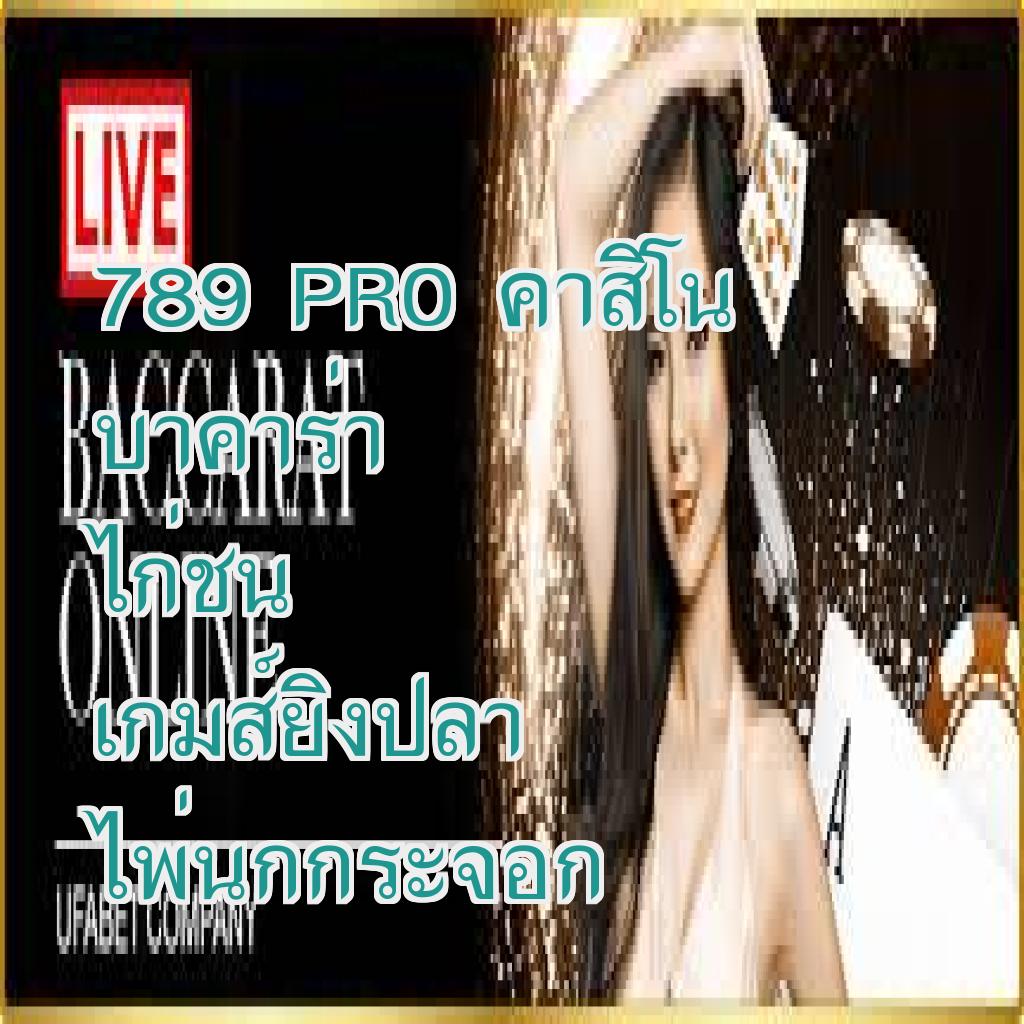 LIVE
789 PRO คาสิโน
BACCARAT
บาคาร่า
ไก่ชน
ONLINE
เกมส์ยิงปลา
ไพ่นกกระจอก
UFABET COMPANY
A